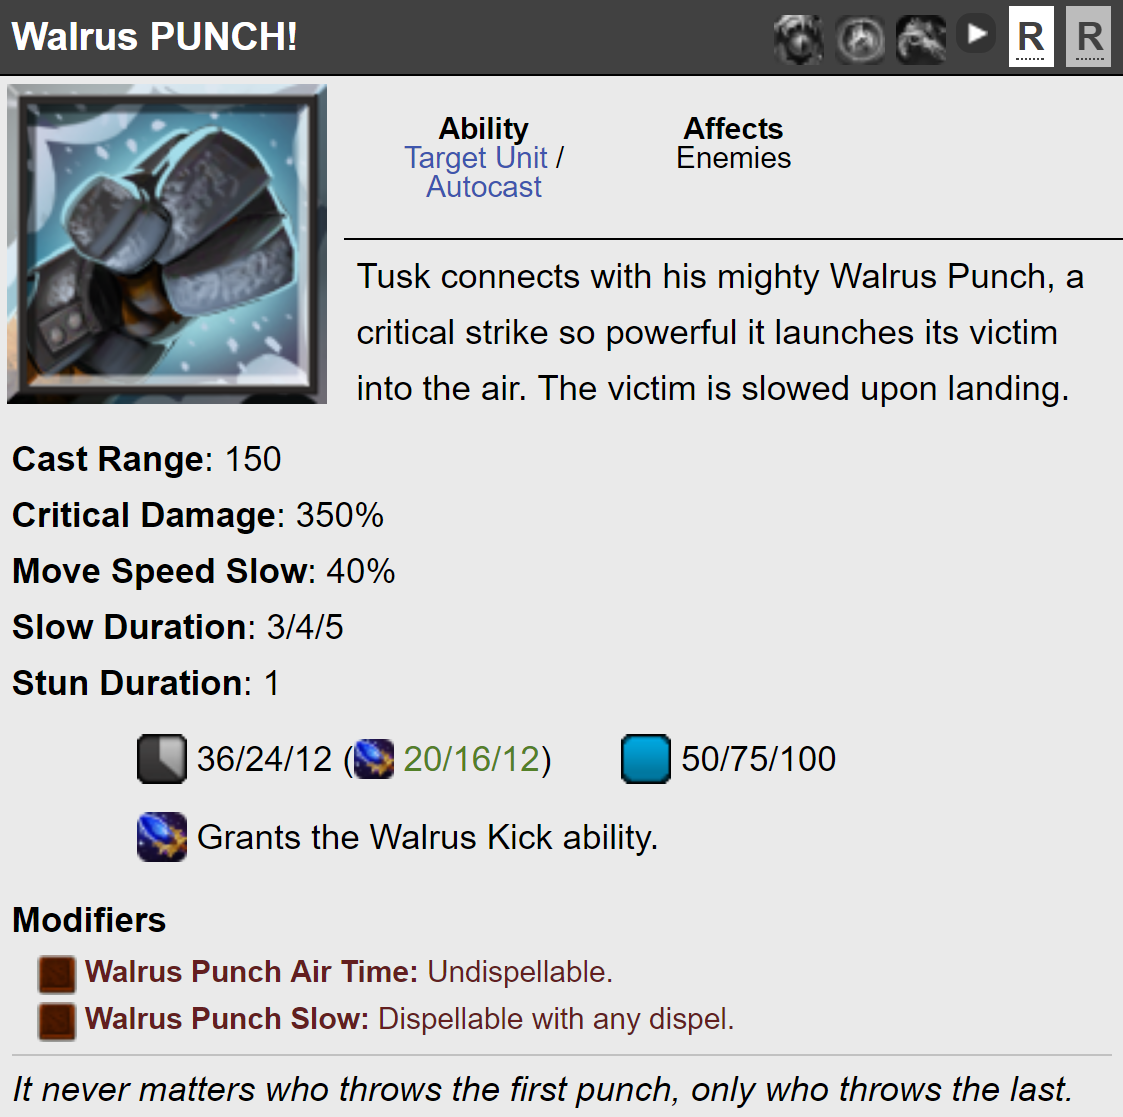 Walrus PUNCH!
R R
Ability
Target Unit /
Autocast
Affects
Enemies
Tusk connects with his mighty Walrus Punch, a
critical strike so powerful it launches its victim
into the air. The victim is slowed upon landing.
Cast Range: 150
Critical Damage: 350%
Move Speed Slow: 40%
Slow Duration: 3/4/5
Stun Duration: 1
36/24/12 (20/16/12) 50/75/100
Grants the Walrus Kick ability.
Modifiers
Walrus Punch Air Time: Undispellable.
Walrus Punch Slow: Dispellable with any dispel.
It never matters who throws the first punch, only who throws the last.